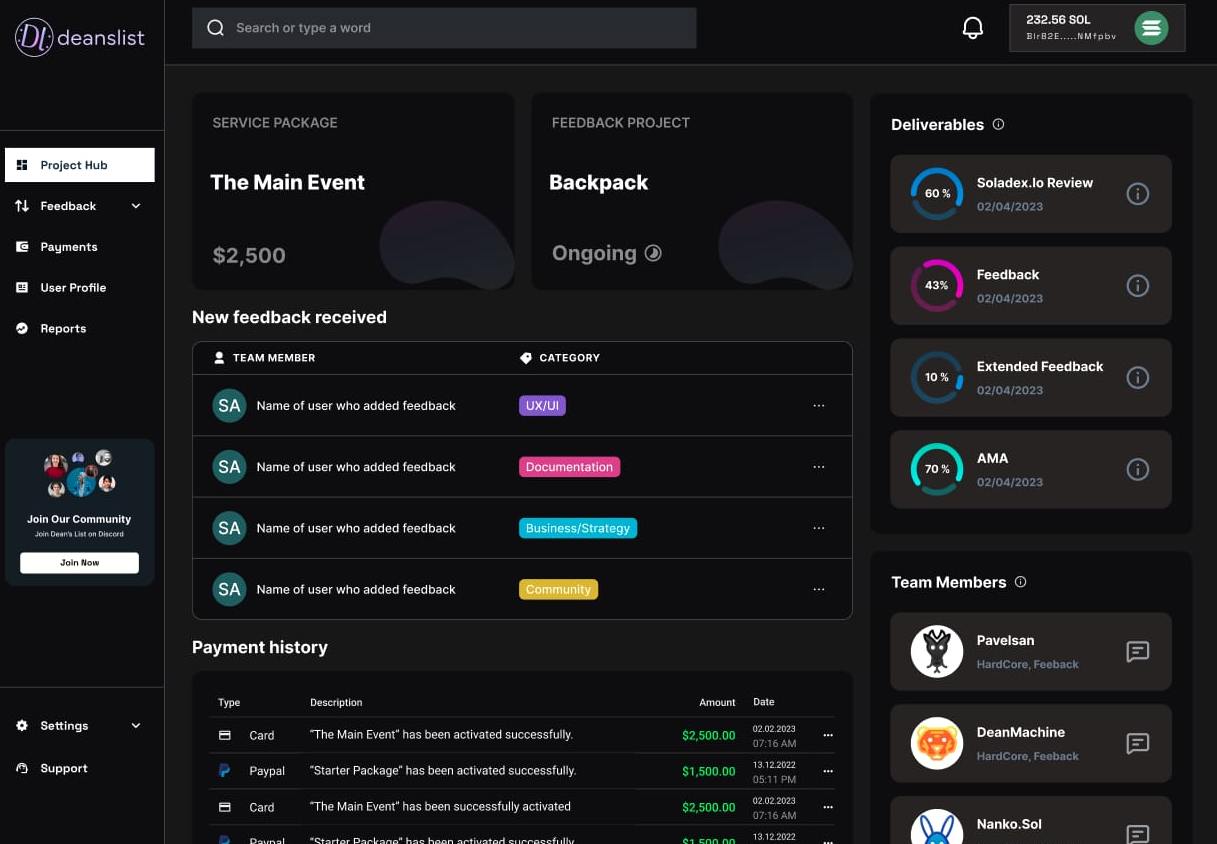 deanslist
Search or type a word
232.56 SOL
Blr82E.....NMfpbv
Project Hub
Feedback
Payments
User Profile
Reports
Join Our Community
Join Dean's List on Discord
Join Now
Settings
Support
SERVICE PACKAGE
The Main Event
$2,500
FEEDBACK PROJECT
Backpack
Ongoing
New feedback received
TEAM MEMBER CATEGORY
SA Name of user who added feedback UX/UI ...
SA Name of user who added feedback Documentation ...
SA Name of user who added feedback Business/Strategy ...
SA Name of user who added feedback Community ...
Payment history
Type Description Amount Date
Card “The Main Event” has been activated successfully. $2,500.00 02.02.2023
07:16 AM
Paypal “Starter Package” has been activated successfully. $1,500.00 13.12.2022
05:11 PM
Card “The Main Event” has been successfully activated $2,500.00 02.02.2023
07:16 AM
Paypal “Starter Package” has been activated successfully. $1,500.00 13.12.2022
Deliverables
60 % Soladex.Io Review
02/04/2023
43% Feedback
02/04/2023
10 % Extended Feedback
02/04/2023
70 % AMA
02/04/2023
Team Members
Pavelsan
HardCore, Feeback
DeanMachine
HardCore, Feeback
Nanko.Sol